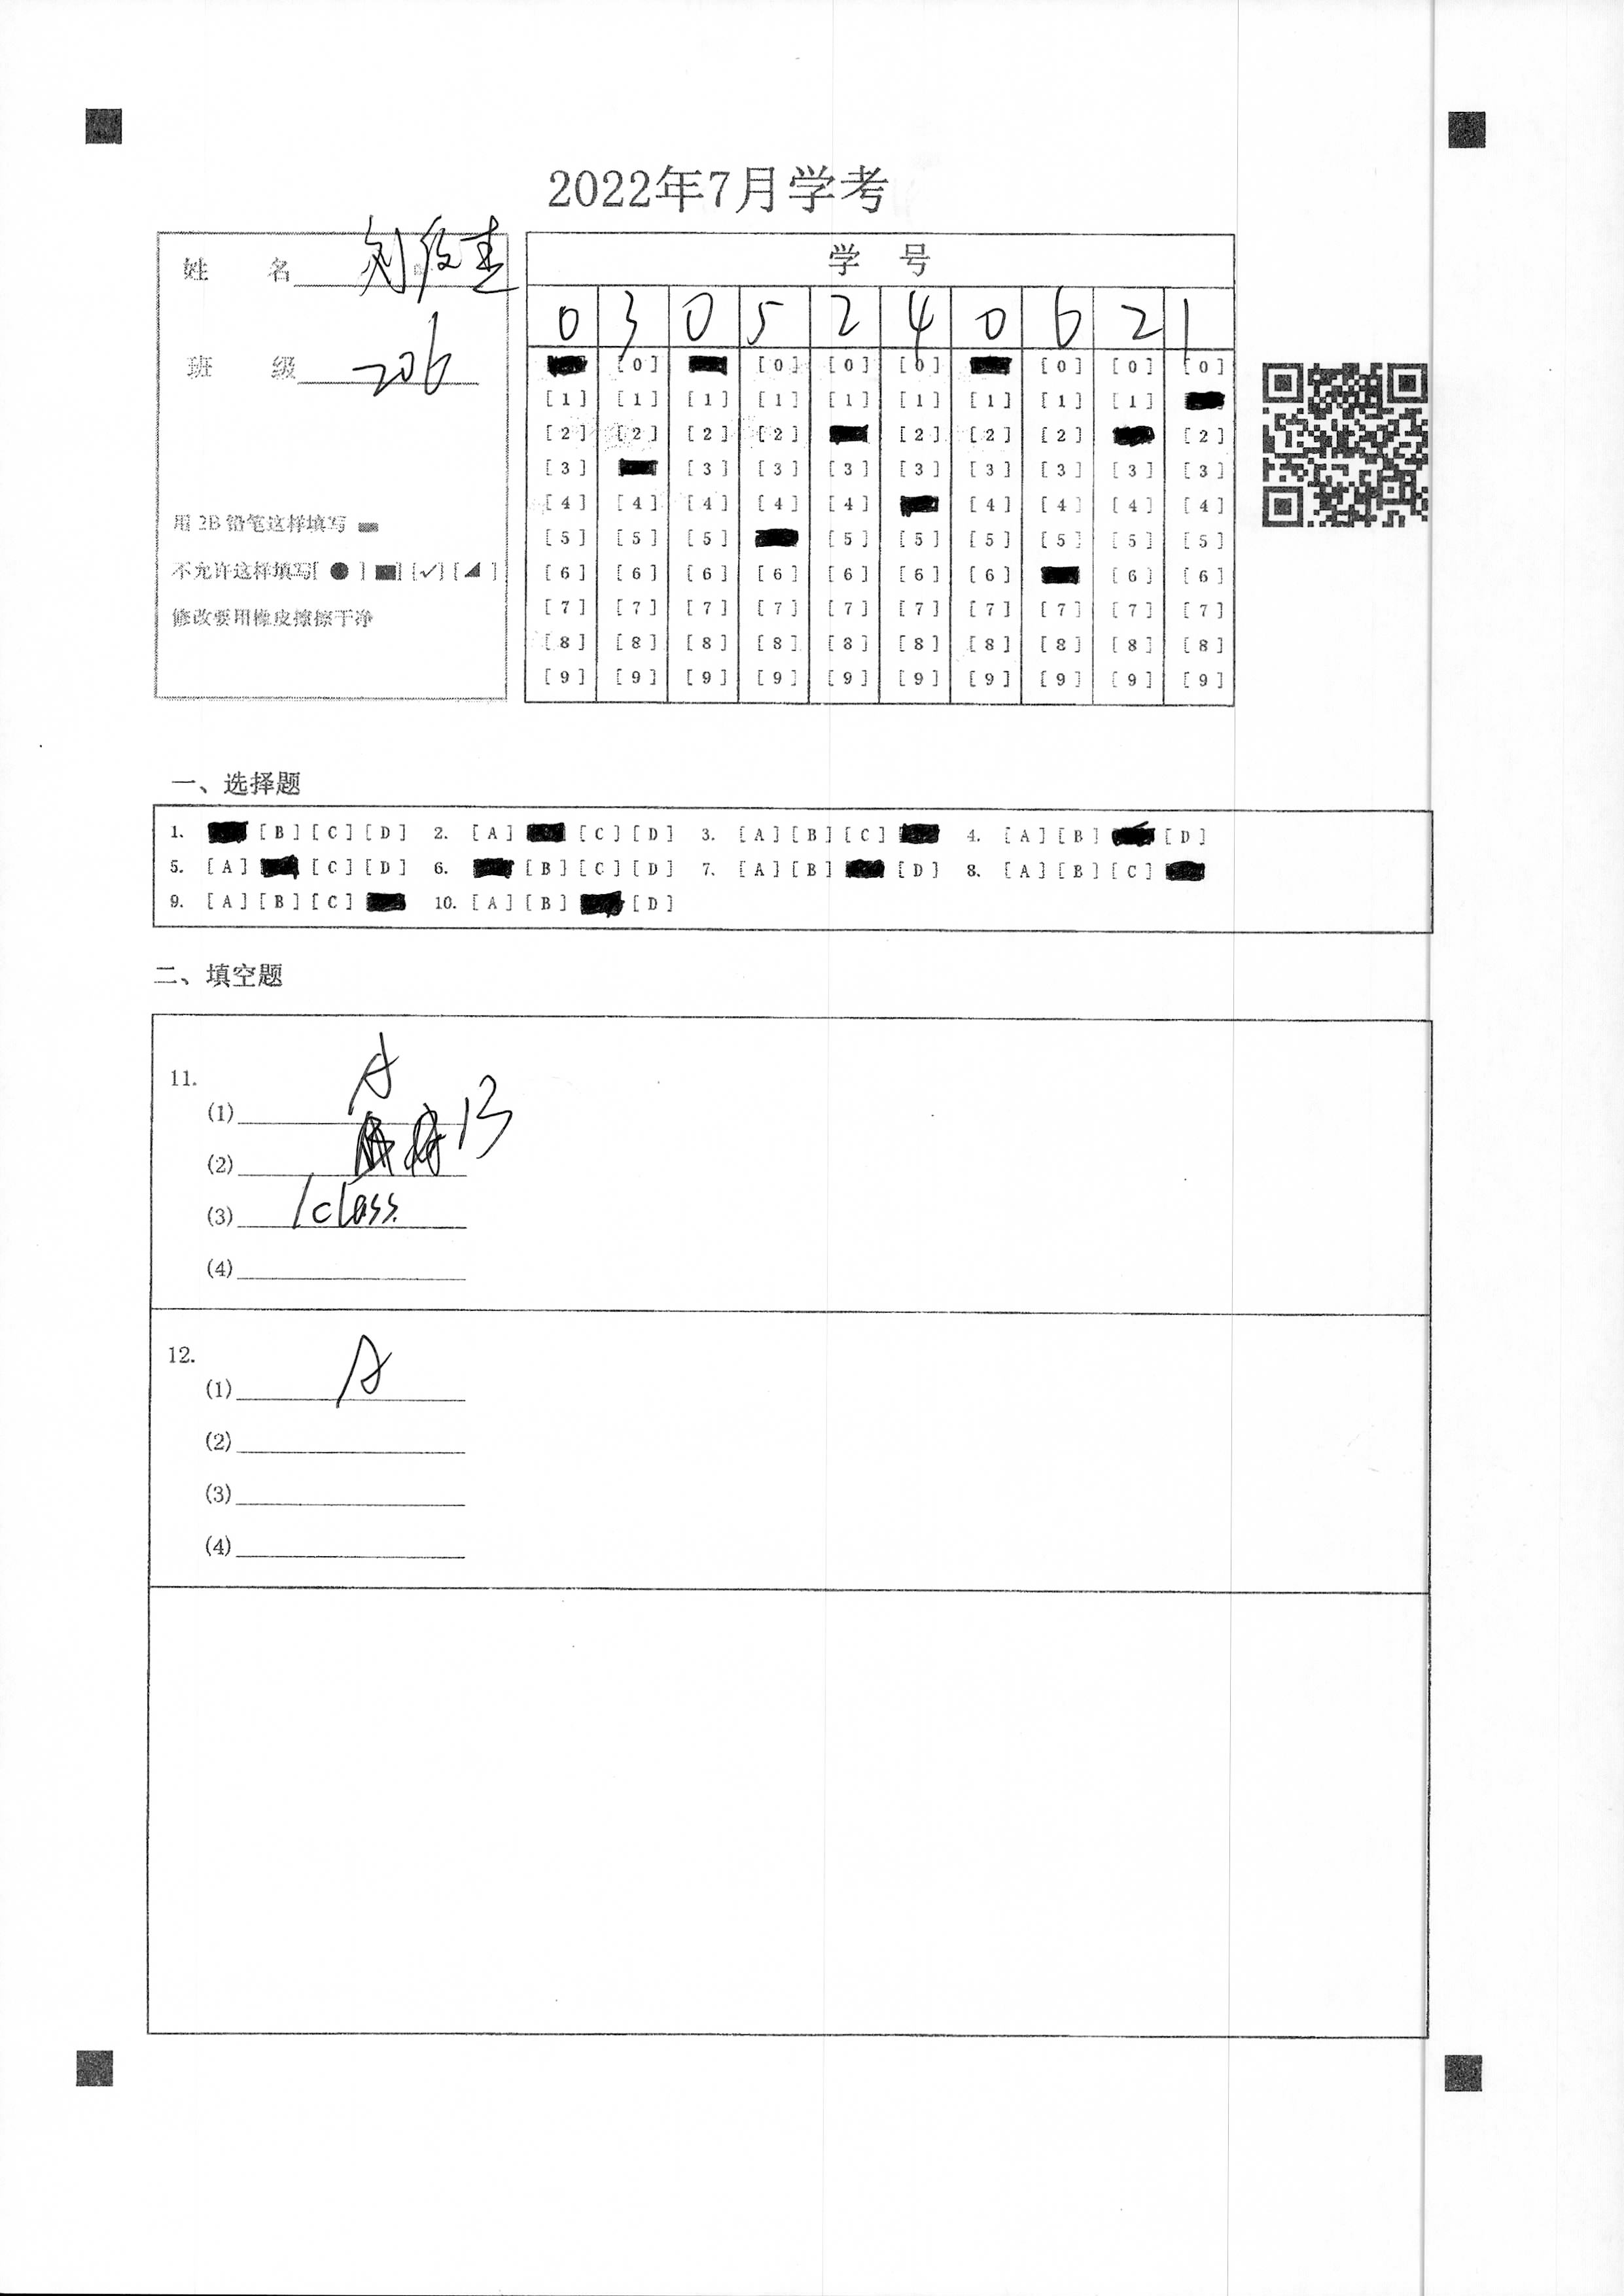 2022年7月学考
姓 名 刘俊杰
班 级 206
用 2B 铅笔这样填写
不允许这样填写[ ● ] [■] [✓] [◢ ]
修改要用橡皮擦擦干净
学 号
0 3 0 5 2 4 0 6 2 1
[0] [0] [0] [0] [0] [0] [0]
[1] [1] [1] [1] [1] [1] [1] [1] [1]
[2] [2] [2] [2] [2] [2] [2] [2]
[3] [3] [3] [3] [3] [3] [3] [3] [3]
[4] [4] [4] [4] [4] [4] [4] [4] [4]
[5] [5] [5] [5] [5] [5] [5] [5] [5]
[6] [6] [6] [6] [6] [6] [6] [6] [6]
[7] [7] [7] [7] [7] [7] [7] [7] [7] [7]
[8] [8] [8] [8] [8] [8] [8] [8] [8] [8]
[9] [9] [9] [9] [9] [9] [9] [9] [9] [9]
一、选择题
1. [B] [C] [D] 2. [A] [C] [D] 3. [A] [B] [C] 4. [A] [B] [D]
5. [A] [C] [D] 6. [B] [C] [D] 7. [A] [B] [D] 8. [A] [B] [C]
9. [A] [B] [C] 10. [A] [B] [D]
二、填空题
11.
(1) A
(2) 13
(3) /class
(4)
12.
(1) A
(2)
(3)
(4)